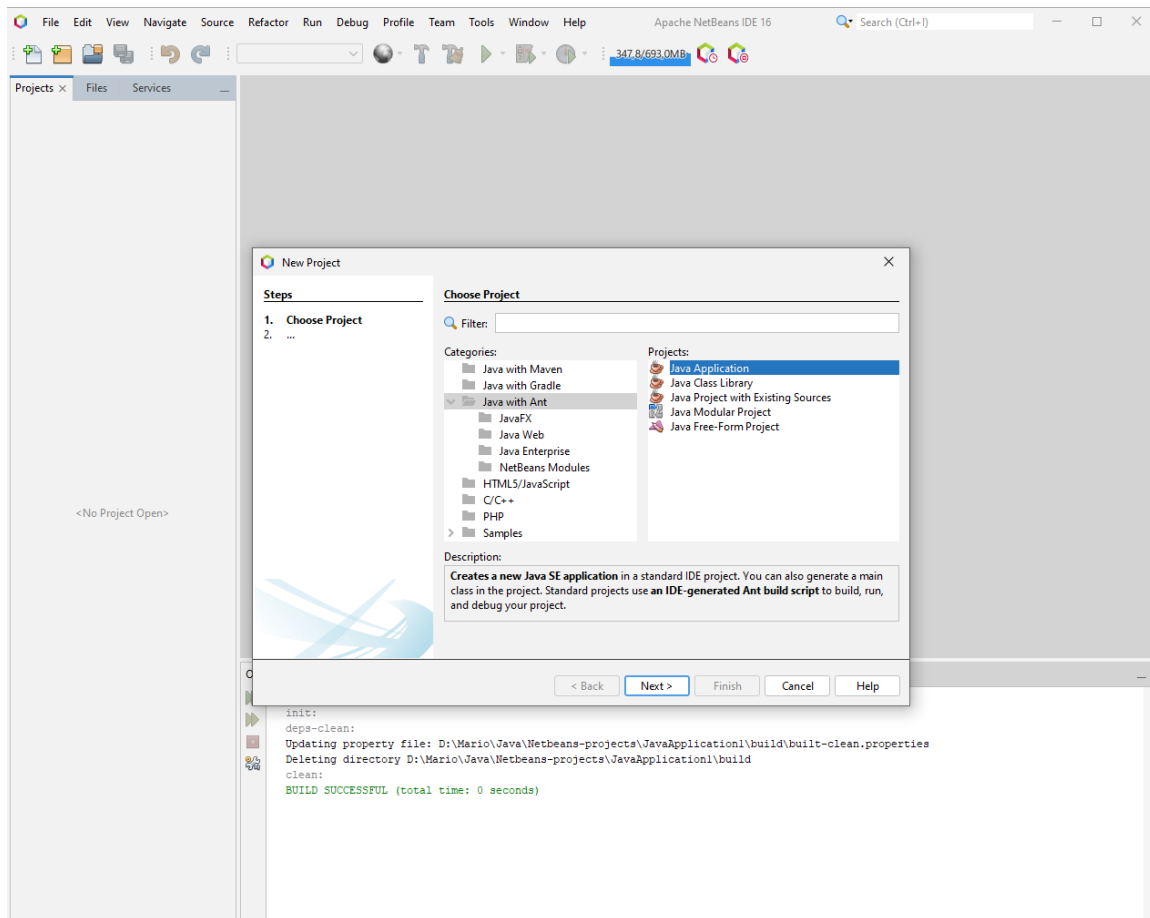 File Edit View Navigate Source Refactor Run Debug Profile Team Tools Window Help Apache NetBeans IDE 16 Search (Ctrl+I)
347,8/693,0MB
Projects Files Services
<No Project Open>
New Project
Steps
1. Choose Project
2. ...
Choose Project
Filter:
Categories:
Java with Maven
Java with Gradle
Java with Ant
JavaFX
Java Web
Java Enterprise
NetBeans Modules
HTML5/JavaScript
C/C++
PHP
Samples
Projects:
Java Application
Java Class Library
Java Project with Existing Sources
Java Modular Project
Java Free-Form Project
Description:
Creates a new Java SE application in a standard IDE project. You can also generate a main
class in the project. Standard projects use an IDE-generated Ant build script to build, run,
and debug your project.
< Back Next > Finish Cancel Help
init:
deps-clean:
Updating property file: D:\Mario\Java\Netbeans-projects\JavaApplication1\build\built-clean.properties
Deleting directory D:\Mario\Java\Netbeans-projects\JavaApplication1\build
clean:
BUILD SUCCESSFUL (total time: 0 seconds)